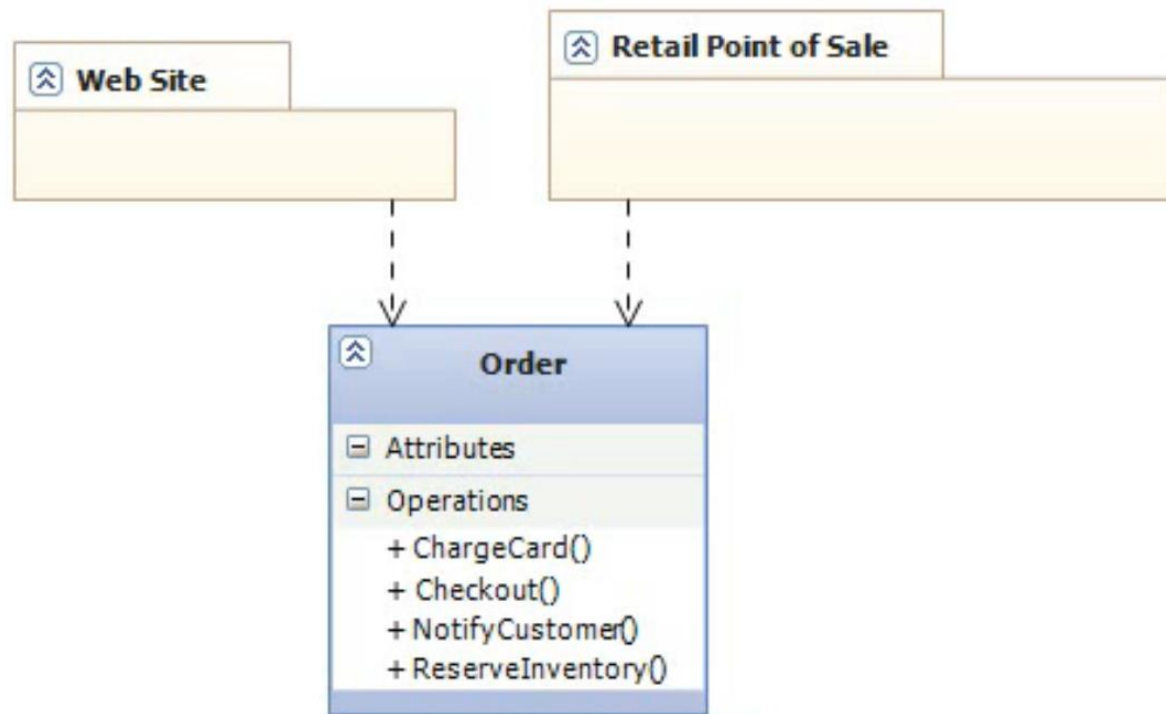 Web Site
Retail Point of Sale
Order
Attributes
Operations
+ ChargeCard()
+ Checkout()
+ NotifyCustomer()
+ ReserveInventory()